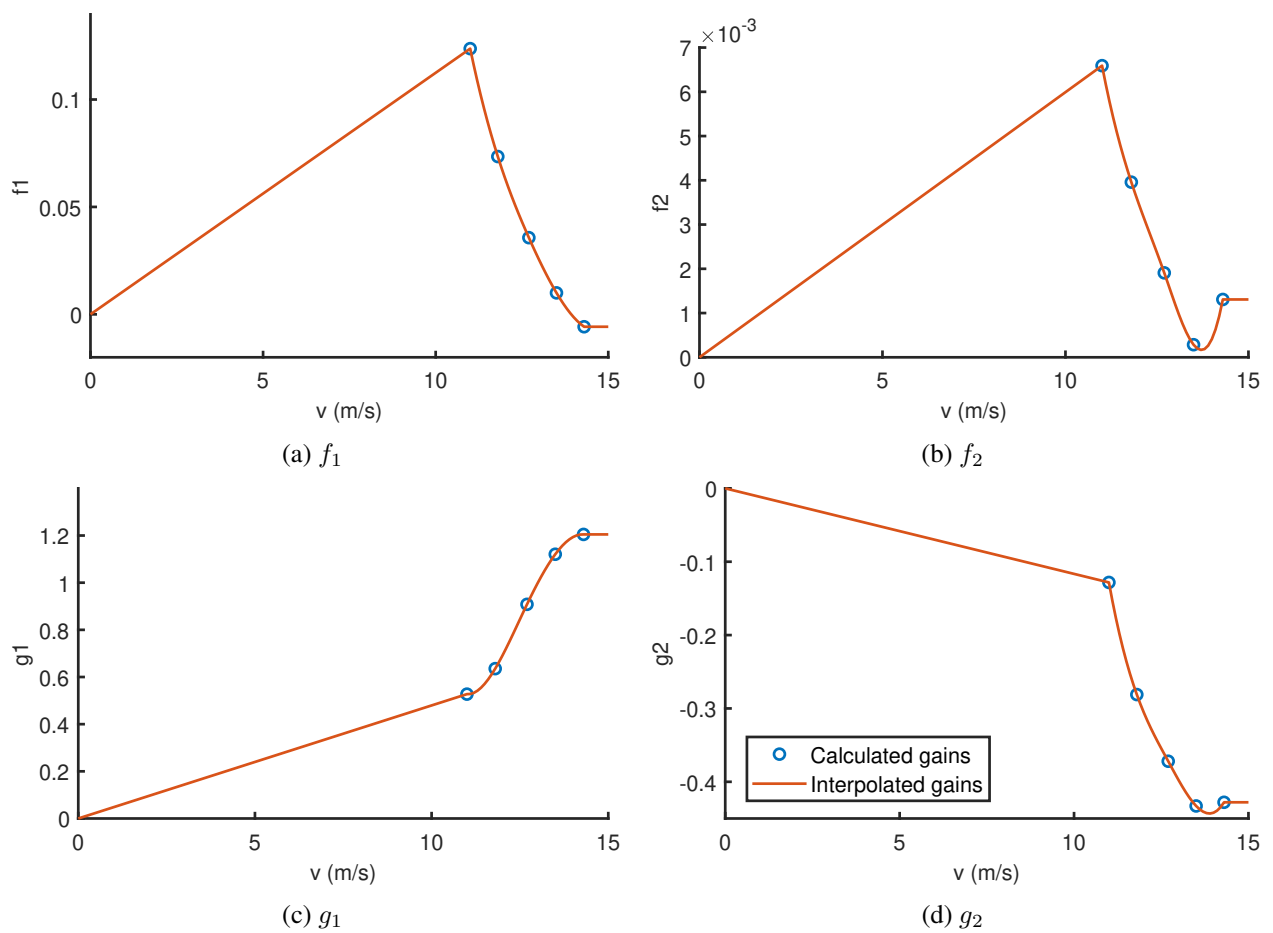 0.1
0.05
0
f1
0 5 10 15
v (m/s)
(a) f₁
×10⁻³
7
6
5
4
3
2
1
0
f2
0 5 10 15
v (m/s)
(b) f₂
1.2
1
0.8
0.6
0.4
0.2
0
g1
0 5 10 15
v (m/s)
(c) g₁
0
-0.1
-0.2
-0.3
-0.4
g2
Calculated gains
Interpolated gains
0 5 10 15
v (m/s)
(d) g₂